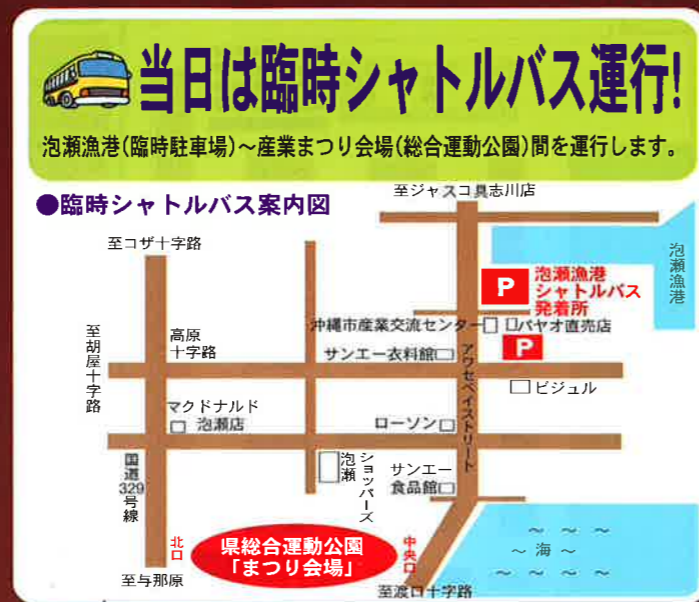 当日は臨時シャトルバス運行!
泡瀬漁港(臨時駐車場)～産業まつり会場(総合運動公園)間を運行します。
●臨時シャトルバス案内図
至ジャスコ具志川店
至コザ十字路
泡瀬漁港
P
泡瀬漁港
シャトルバス
発着所
至胡屋十字路
高原
十字路
沖縄市産業交流センター
パヤオ直売店
P
サンエー衣料館
アワセベイストリート
ビジュル
マクドナルド
泡瀬店
ローソン
国道329号線
泡瀬
ショッパーズ
サンエー
食品館
北口
県総合運動公園
「まつり会場」
中央口
～ ～ ～
～ 海 ～
～ ～ ～ ～
至与那原
至渡口十字路